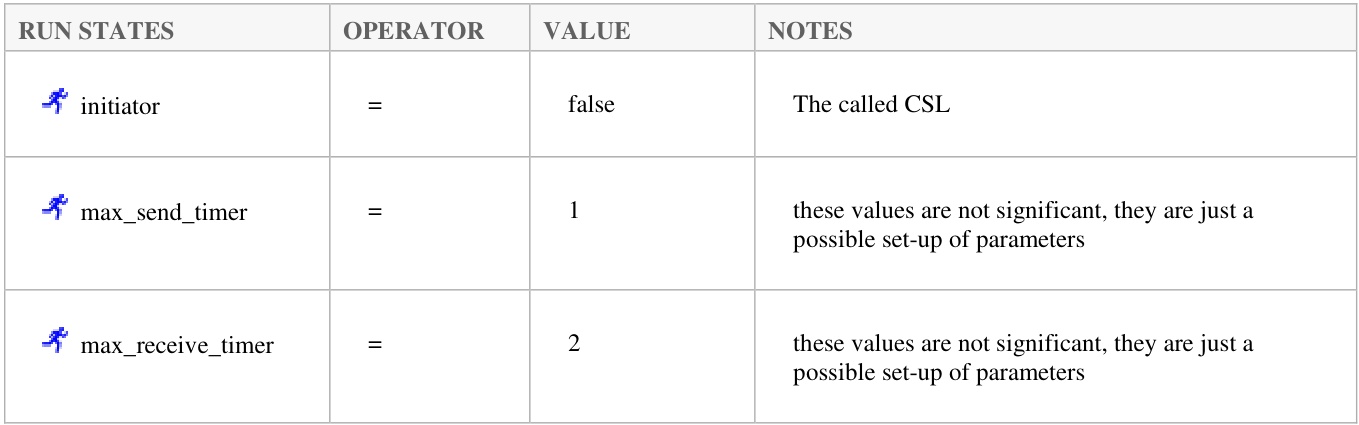 RUN STATES OPERATOR VALUE NOTES
initiator = false The called CSL
max_send_timer = 1 these values are not significant, they are just a
possible set-up of parameters
max_receive_timer = 2 these values are not significant, they are just a
possible set-up of parameters